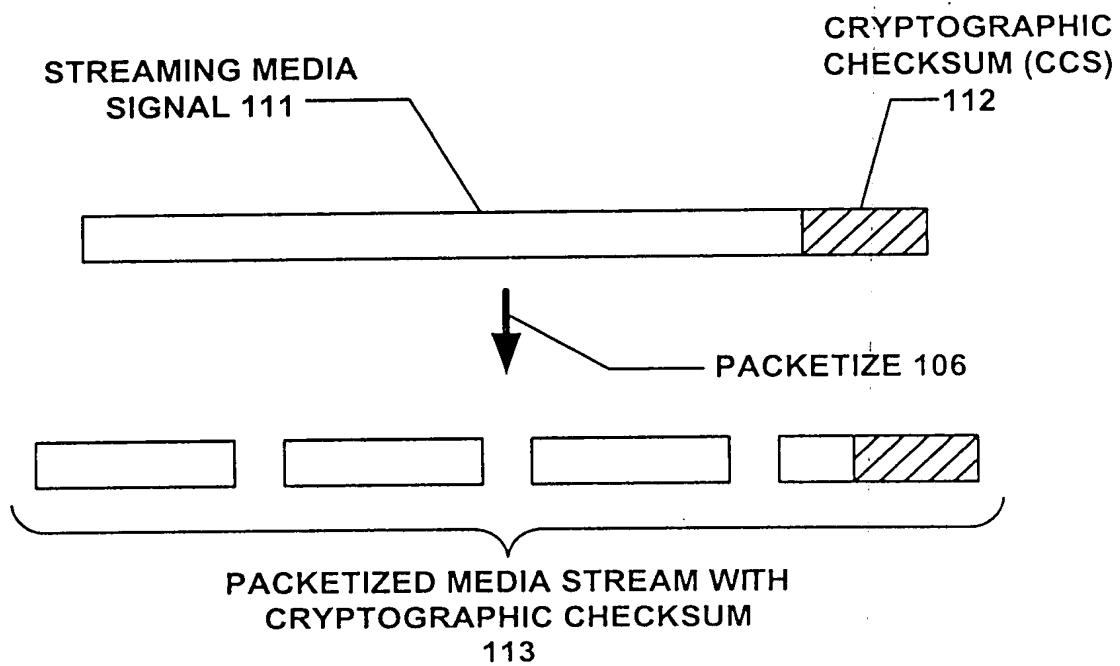 STREAMING MEDIA
SIGNAL 111
CRYPTOGRAPHIC
CHECKSUM (CCS)
112
PACKETIZE 106
PACKETIZED MEDIA STREAM WITH
CRYPTOGRAPHIC CHECKSUM
113